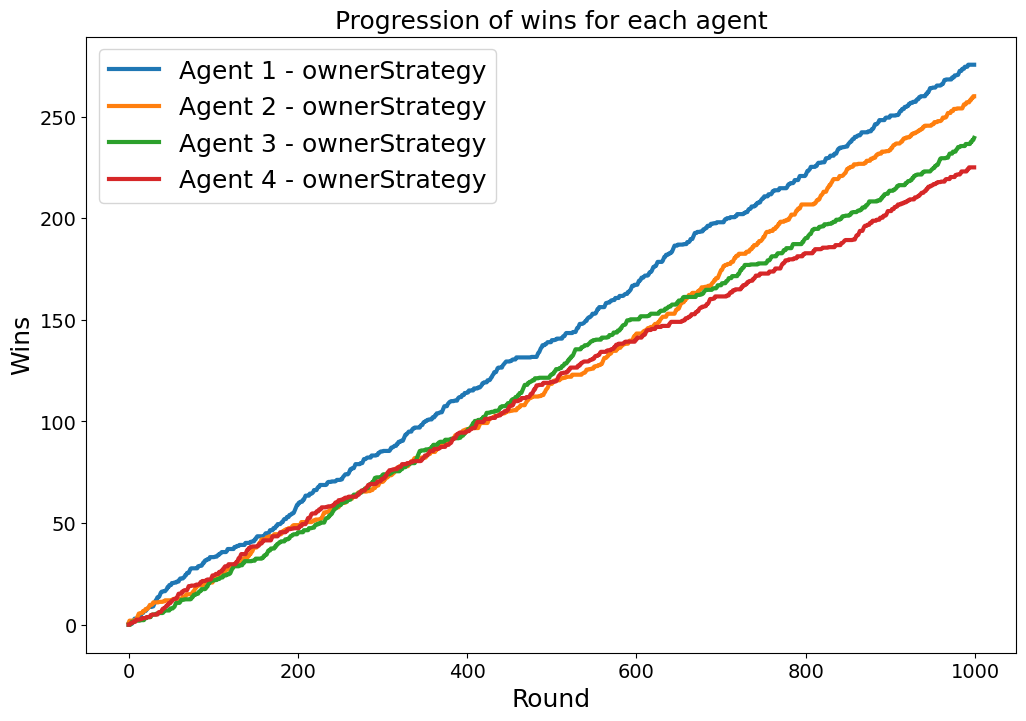 Progression of wins for each agent
Agent 1 - ownerStrategy
Agent 2 - ownerStrategy
Agent 3 - ownerStrategy
Agent 4 - ownerStrategy
250
200
150
100
50
0
Wins
0 200 400 600 800 1000
Round